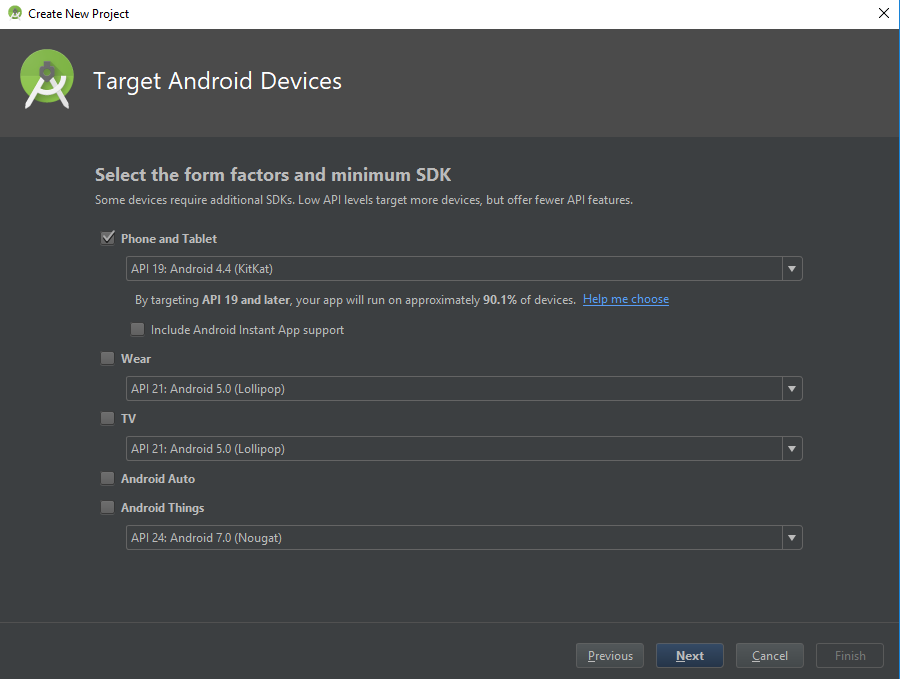 Create New Project
Target Android Devices
Select the form factors and minimum SDK
Some devices require additional SDKs. Low API levels target more devices, but offer fewer API features.
Phone and Tablet
API 19: Android 4.4 (KitKat)
By targeting API 19 and later, your app will run on approximately 90.1% of devices. Help me choose
Include Android Instant App support
Wear
API 21: Android 5.0 (Lollipop)
TV
API 21: Android 5.0 (Lollipop)
Android Auto
Android Things
API 24: Android 7.0 (Nougat)
Previous Next Cancel Finish